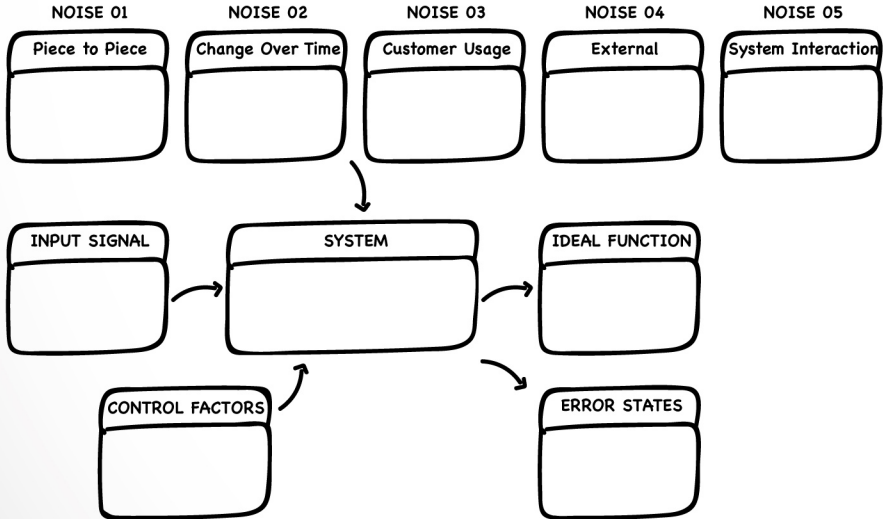 NOISE 01
NOISE 02
NOISE 03
NOISE 04
NOISE 05
Piece to Piece
Change Over Time
Customer Usage
External
System Interaction
INPUT SIGNAL
SYSTEM
IDEAL FUNCTION
CONTROL FACTORS
ERROR STATES